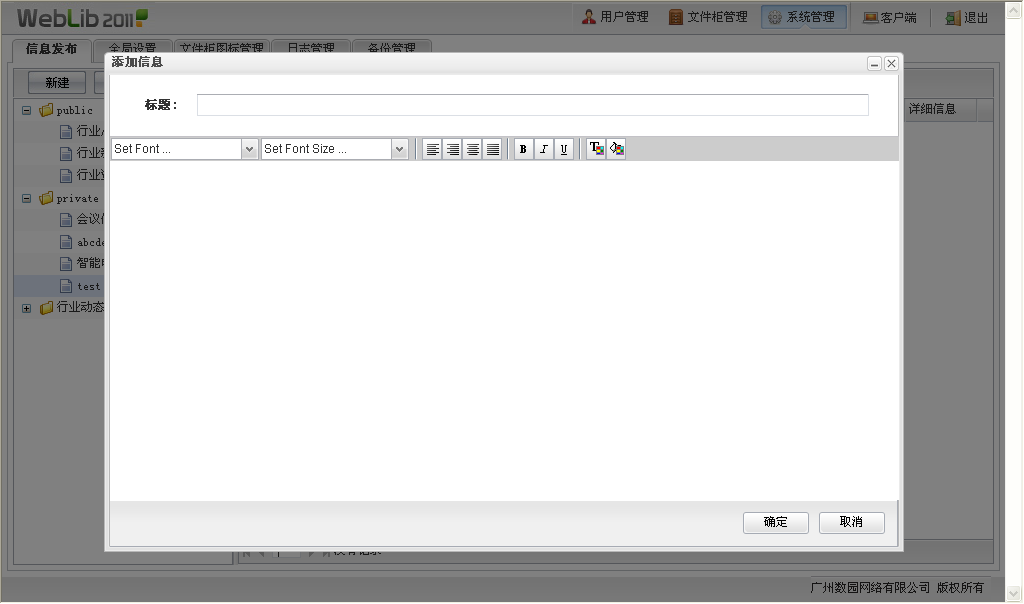 WebLib 2011
用户管理 文件柜管理 系统管理 客户端 退出
信息发布 全局设置 文件柜图标管理 日志管理 备份管理
添加信息
新建
标题：
详细信息
public
行业
行业
行业
private
会议
abcde
智能
test
行业动态
Set Font ... Set Font Size ... B I U T
确定 取消
没有记录
广州数园网络有限公司 版权所有